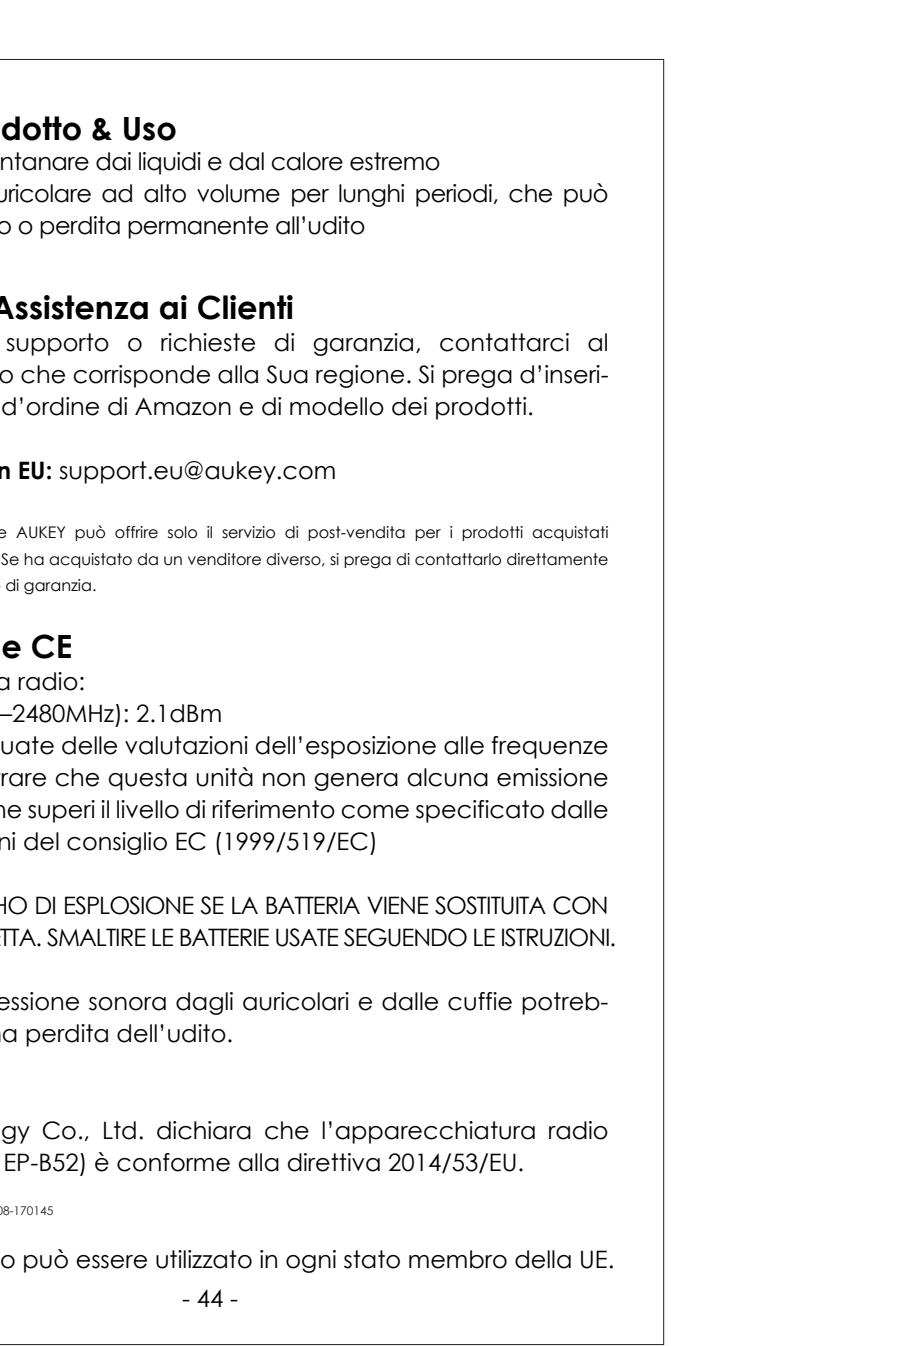 dotto & Uso
ntanare dai liquidi e dal calore estremo
uricolare ad alto volume per lunghi periodi, che può
o o perdita permanente all’udito
Assistenza ai Clienti
supporto o richieste di garanzia, contattarci al
o che corrisponde alla Sua regione. Si prega d’inseri-
d’ordine di Amazon e di modello dei prodotti.
n EU: support.eu@aukey.com
e AUKEY può offrire solo il servizio di post-vendita per i prodotti acquistati
Se ha acquistato da un venditore diverso, si prega di contattarlo direttamente
di garanzia.
e CE
a radio:
–2480MHz): 2.1dBm
uate delle valutazioni dell’esposizione alle frequenze
rare che questa unità non genera alcuna emissione
he superi il livello di riferimento come specificato dalle
ni del consiglio EC (1999/519/EC)
HO DI ESPLOSIONE SE LA BATTERIA VIENE SOSTITUITA CON
ETTA. SMALTIRE LE BATTERIE USATE SEGUENDO LE ISTRUZIONI.
essione sonora dagli auricolari e dalle cuffie potreb-
na perdita dell’udito.
gy Co., Ltd. dichiara che l’apparecchiatura radio
EP-B52) è conforme alla direttiva 2014/53/EU.
08-170145
o può essere utilizzato in ogni stato membro della UE.
- 44 -